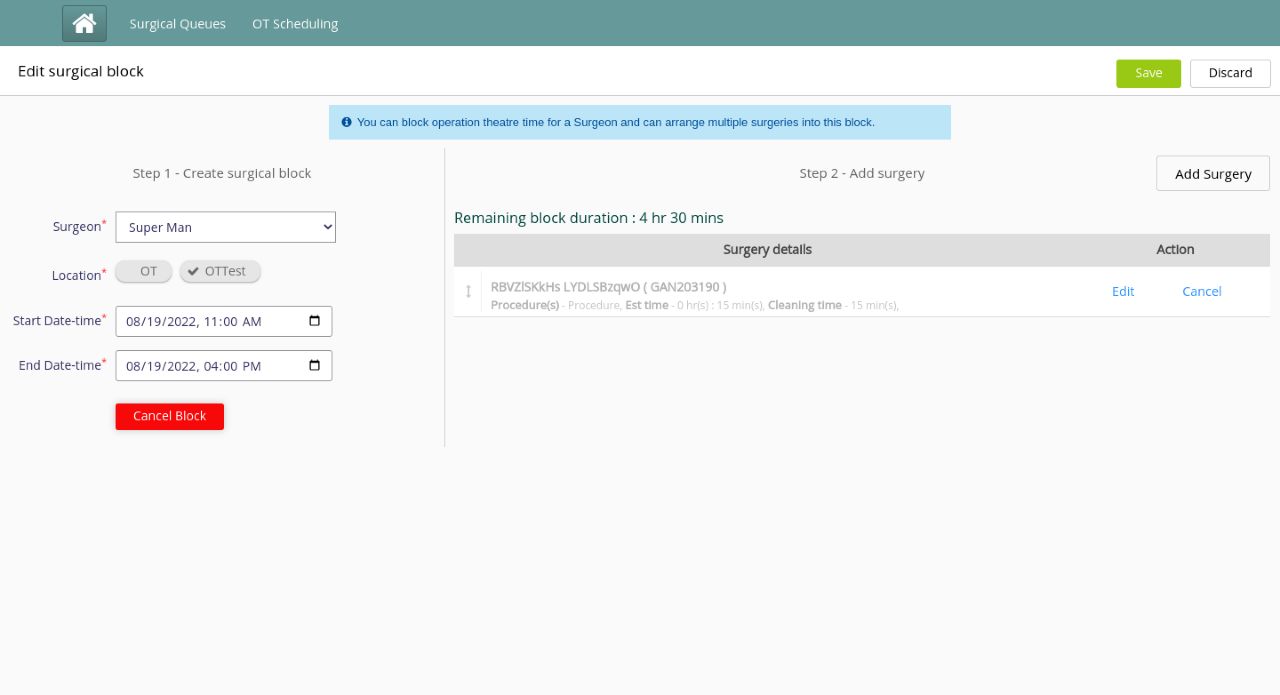 Surgical Queues OT Scheduling
Edit surgical block
Save Discard
You can block operation theatre time for a Surgeon and can arrange multiple surgeries into this block.
Step 1 - Create surgical block
Surgeon* Super Man
Location* OT OTTest
Start Date-time* 08/19/2022, 11:00 AM
End Date-time* 08/19/2022, 04:00 PM
Cancel Block
Step 2 - Add surgery
Add Surgery
Remaining block duration : 4 hr 30 mins
Surgery details Action
RBVZlSKkHs LYDLSBzqwO ( GAN203190 )
Procedure(s) - Procedure, Est time - 0 hr(s) : 15 min(s), Cleaning time - 15 min(s),
Edit Cancel